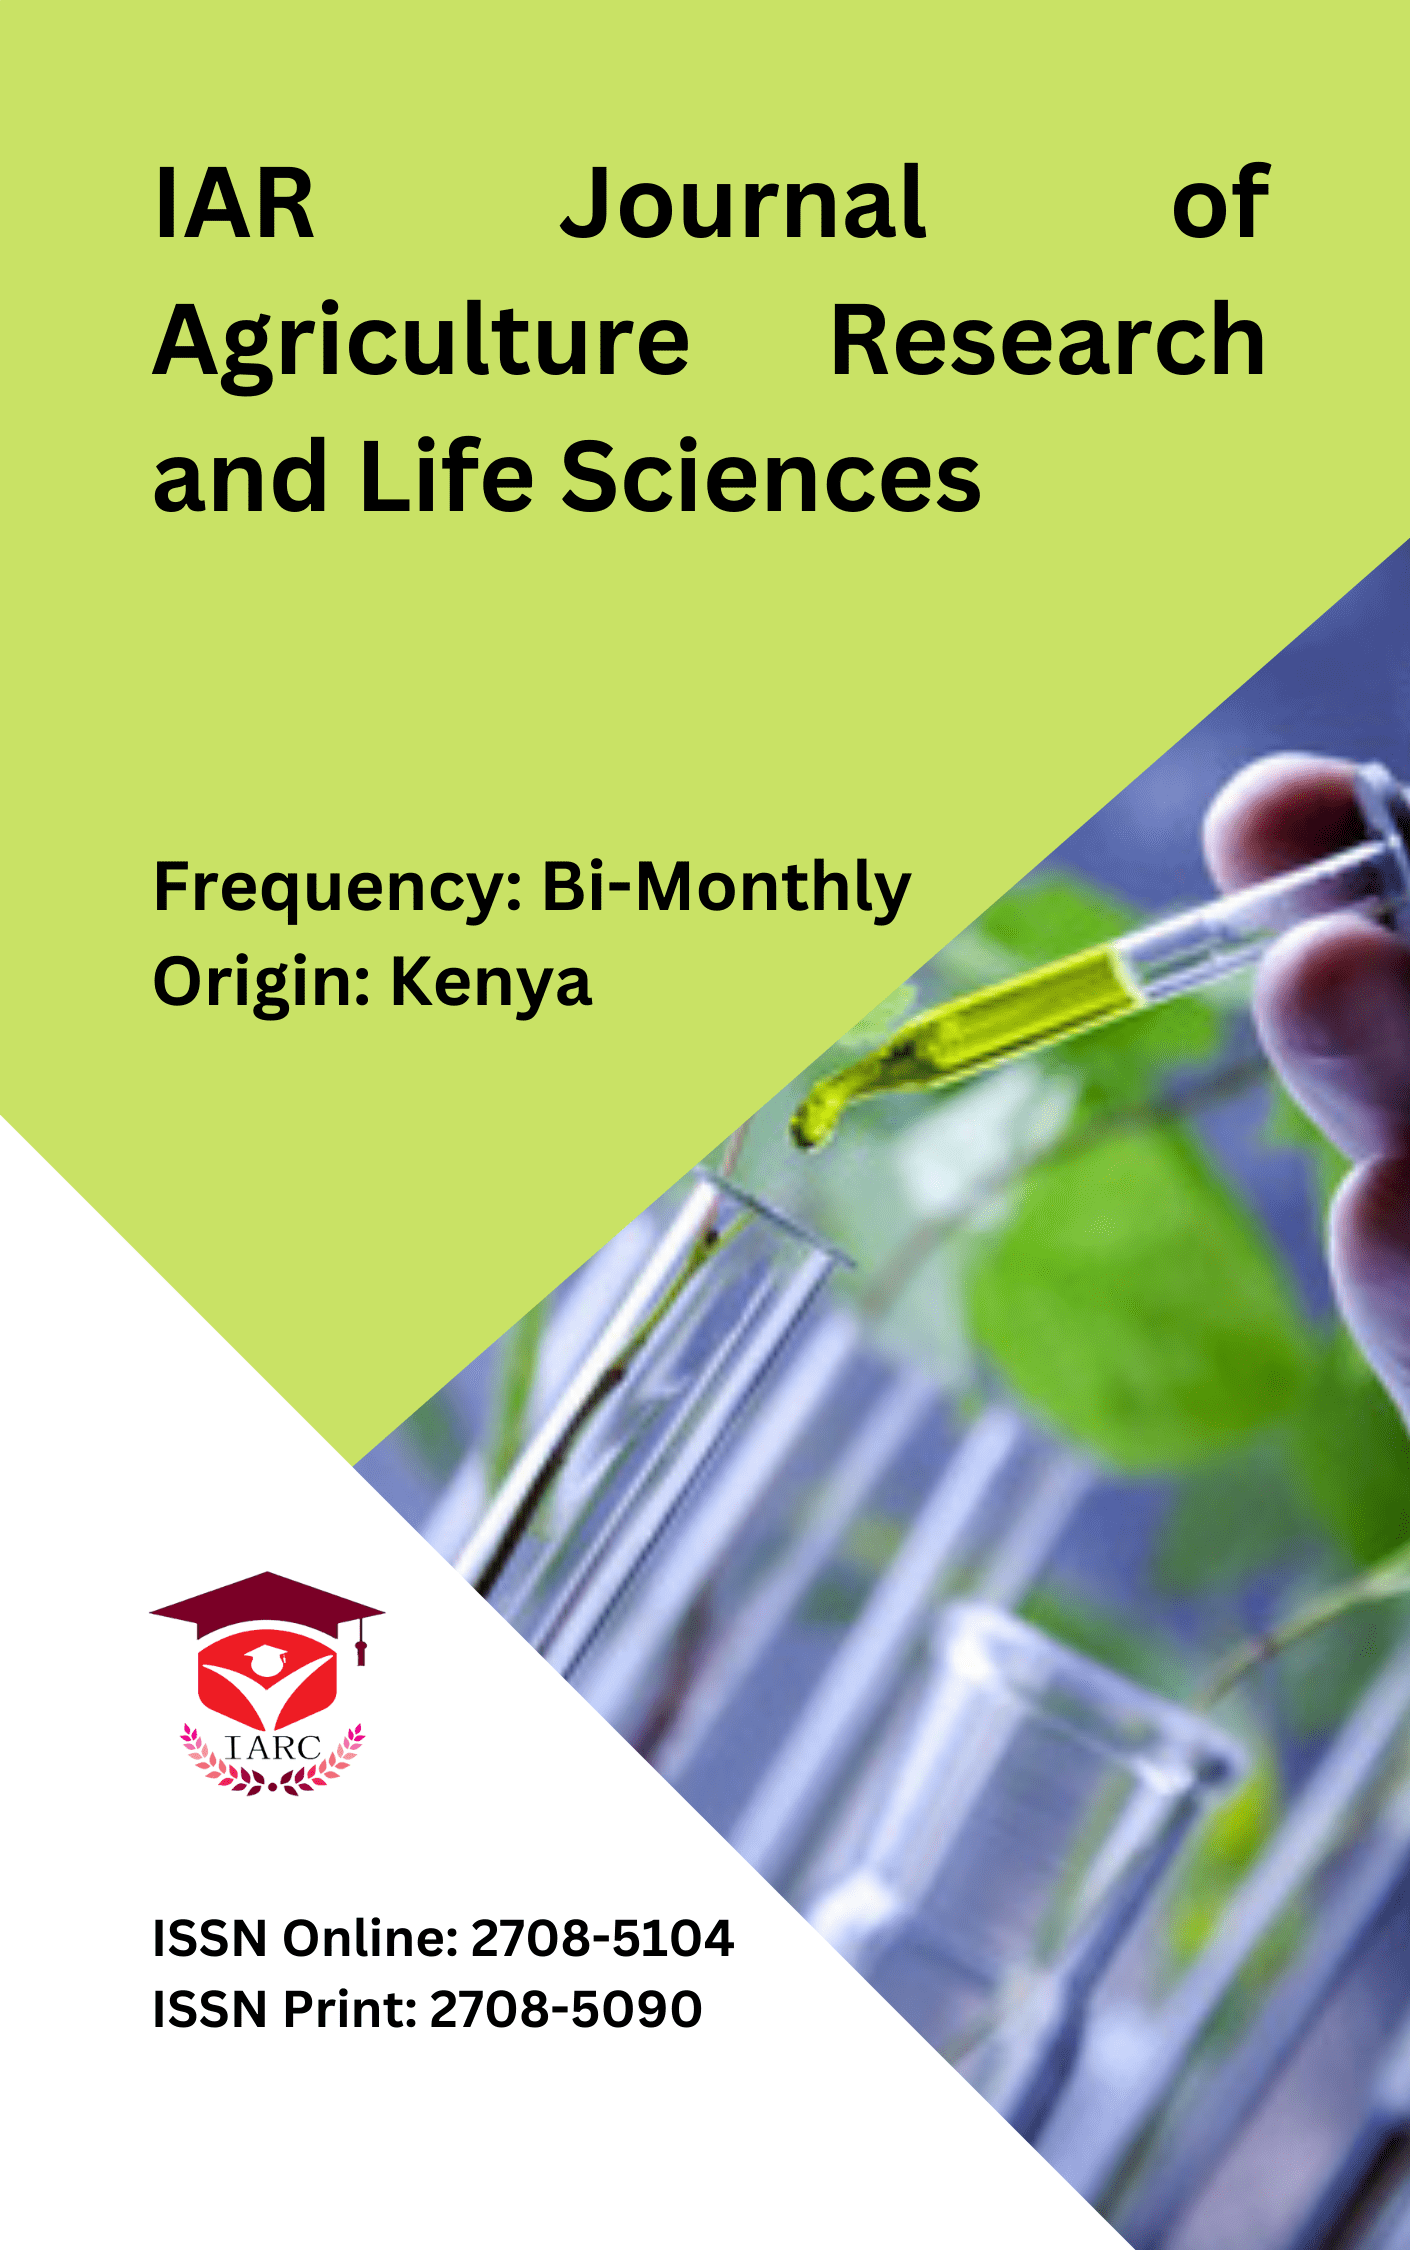 IAR Journal of
Agriculture Research
and Life Sciences
Frequency: Bi-Monthly
Origin: Kenya
IARC
ISSN Online: 2708-5104
ISSN Print: 2708-5090